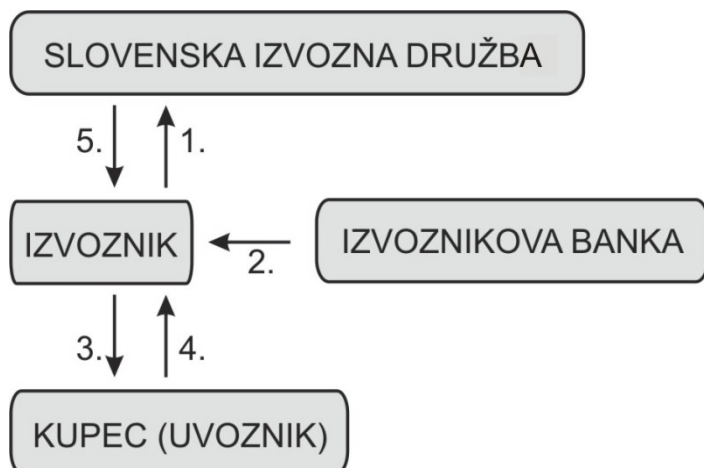 SLOVENSKA IZVOZNA DRUŽBA
5. 1.
IZVOZNIK
2.
IZVOZNIKOVA BANKA
3. 4.
KUPEC (UVOZNIK)